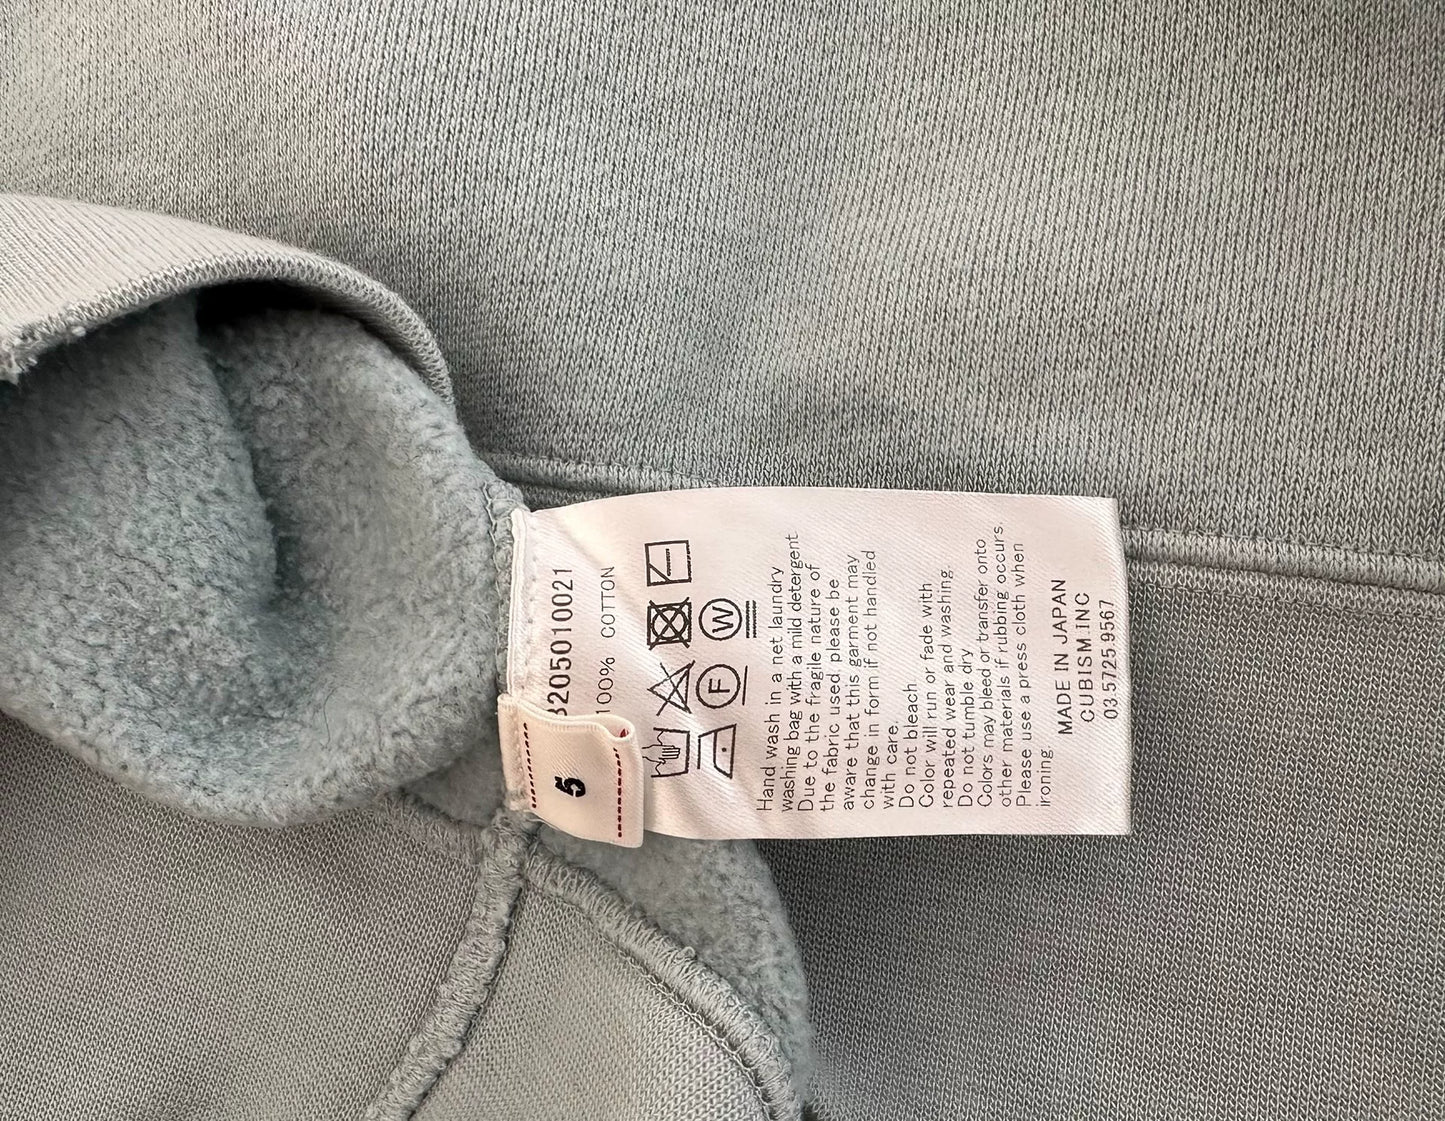 3205010021
100% COTTON
W
F
Hand wash in a net laundry
washing bag with a mild detergent
Due to the fragile nature of
the fabric used, please be
aware that this garment may
change in form if not handled
with care.
Do not bleach.
Color will run or fade with
repeated wear and washing.
Do not tumble dry
Colors may bleed or transfer onto
other materials if rubbing occurs.
Please use a press cloth when
ironing
MADE IN JAPAN
CUBISM.INC
03.5725.9567
5